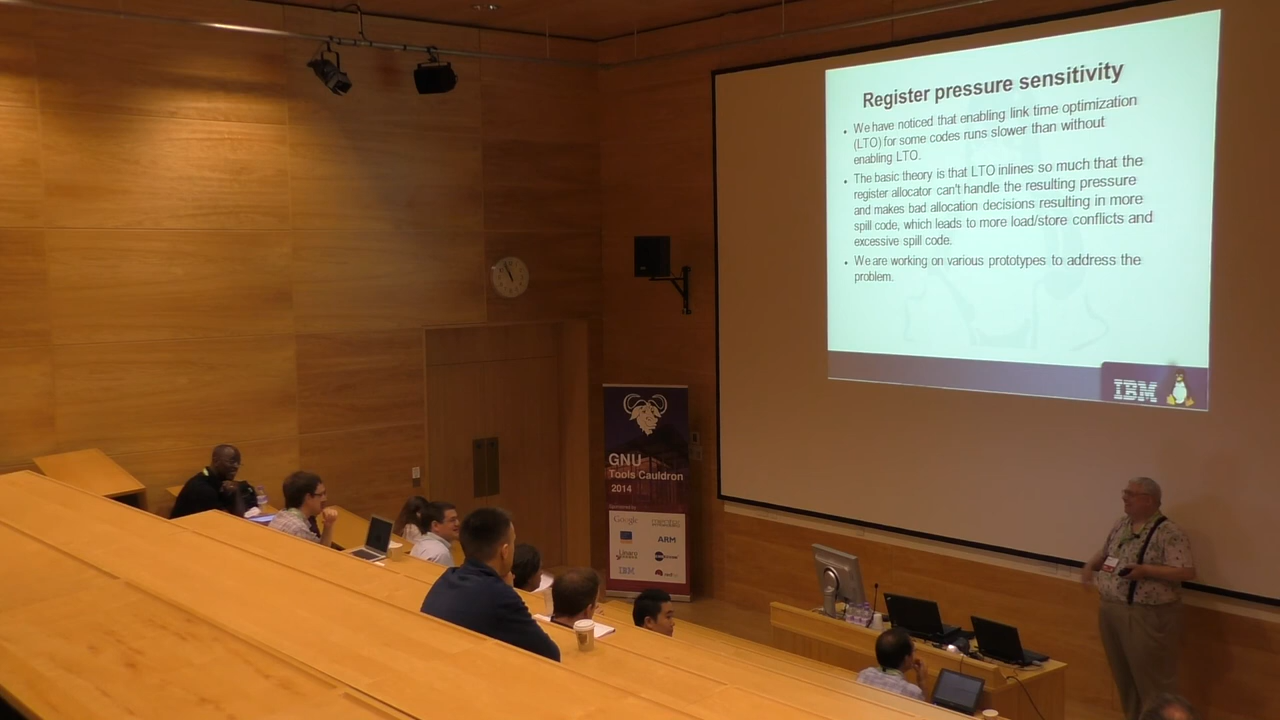 Register pressure sensitivity
• We have noticed that enabling link time optimization
(LTO) for some codes runs slower than without
enabling LTO.
• The basic theory is that LTO inlines so much that the
register allocator can't handle the resulting pressure
and makes bad allocation decisions resulting in more
spill code, which leads to more load/store conflicts and
excessive spill code.
• We are working on various prototypes to address the
problem.
IBM
GNU
Tools Cauldron
2014
Google
ARM
IBM